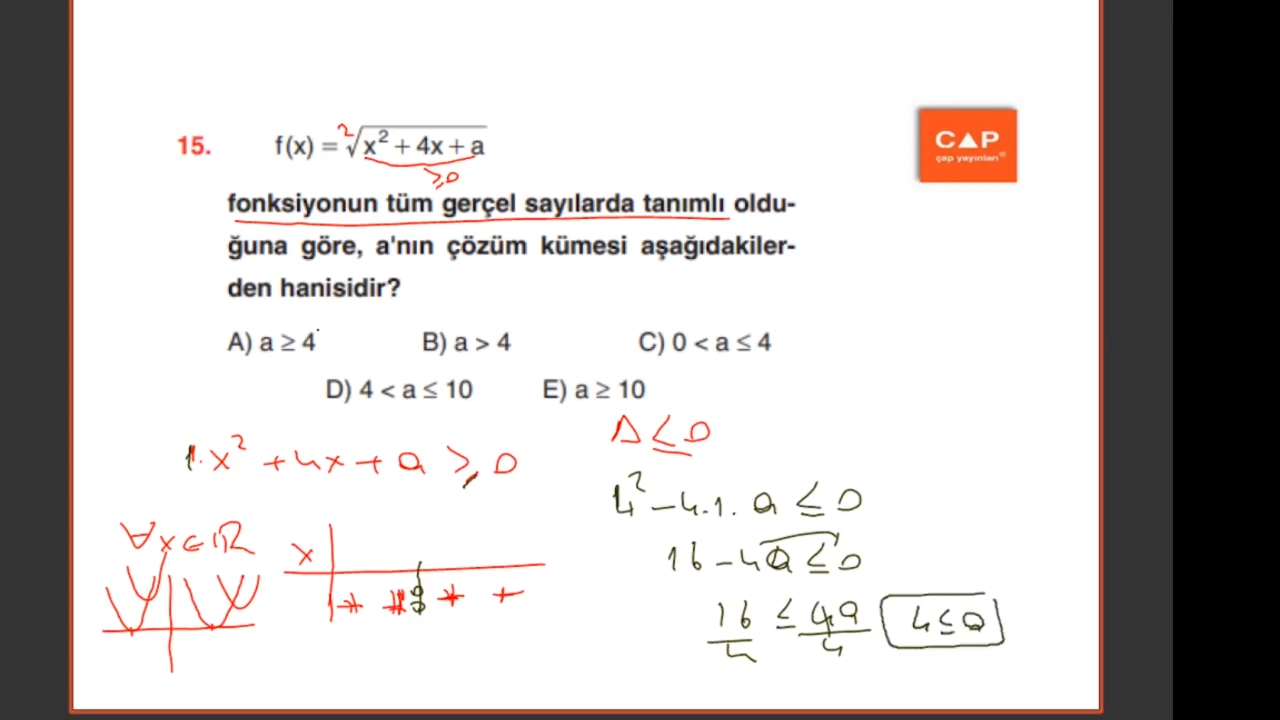 15. f(x) = ²√x² + 4x + a
≥0
fonksiyonun tüm gerçel sayılarda tanımlı oldu-
ğuna göre, a'nın çözüm kümesi aşağıdakiler-
den hanisidir?
A) a ≥ 4 B) a > 4 C) 0 < a ≤ 4
D) 4 < a ≤ 10 E) a ≥ 10
CAP
çap yayınları®
1.x² + 4x + a ≥ 0
∀x∈ℝ
x
+ + + +
Δ ≤ 0
4² - 4.1.a ≤ 0
16 - 4a ≤ 0
16/4 ≤ 4a/4
4 ≤ a